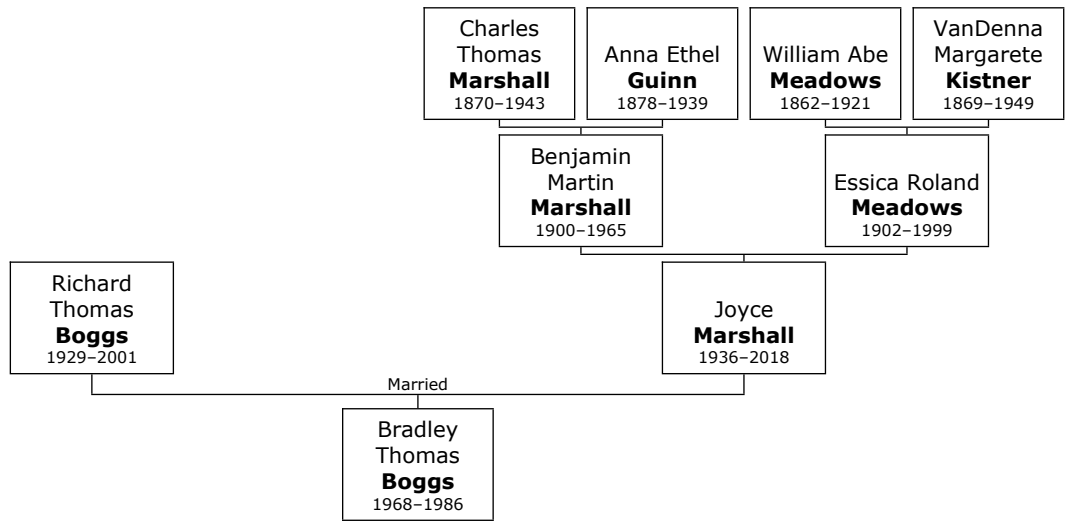 Charles
Thomas
Marshall
1870–1943
Anna Ethel
Guinn
1878–1939
William Abe
Meadows
1862–1921
VanDenna
Margarete
Kistner
1869–1949
Benjamin
Martin
Marshall
1900–1965
Essica Roland
Meadows
1902–1999
Richard
Thomas
Boggs
1929–2001
Joyce
Marshall
1936–2018
Married
Bradley
Thomas
Boggs
1968–1986